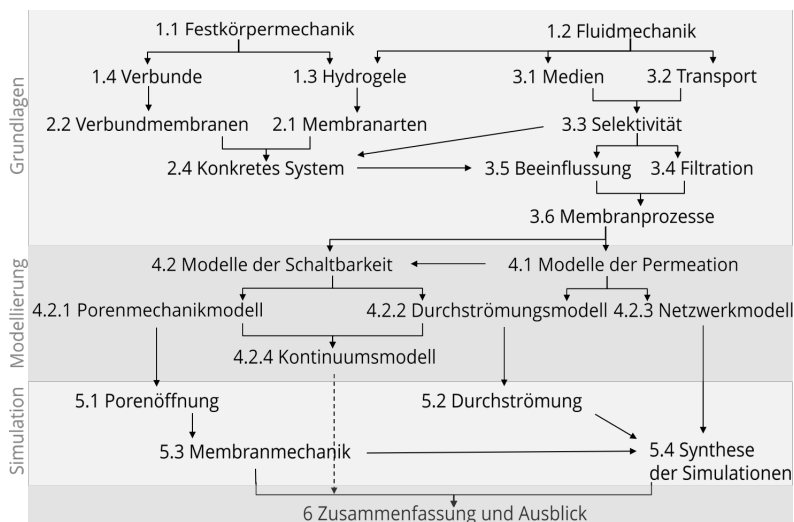 Grundlagen
1.1 Festkörpermechanik
1.2 Fluidmechanik
1.4 Verbunde
1.3 Hydrogele
3.1 Medien
3.2 Transport
2.2 Verbundmembranen
2.1 Membranarten
3.3 Selektivität
2.4 Konkretes System
3.5 Beeinflussung
3.4 Filtration
3.6 Membranprozesse
Modellierung
4.2 Modelle der Schaltbarkeit
4.1 Modelle der Permeation
4.2.1 Porenmechanikmodell
4.2.2 Durchströmungsmodell
4.2.3 Netzwerkmodell
4.2.4 Kontinuumsmodell
Simulation
5.1 Porenöffnung
5.2 Durchströmung
5.3 Membranmechanik
5.4 Synthese
der Simulationen
6 Zusammenfassung und Ausblick